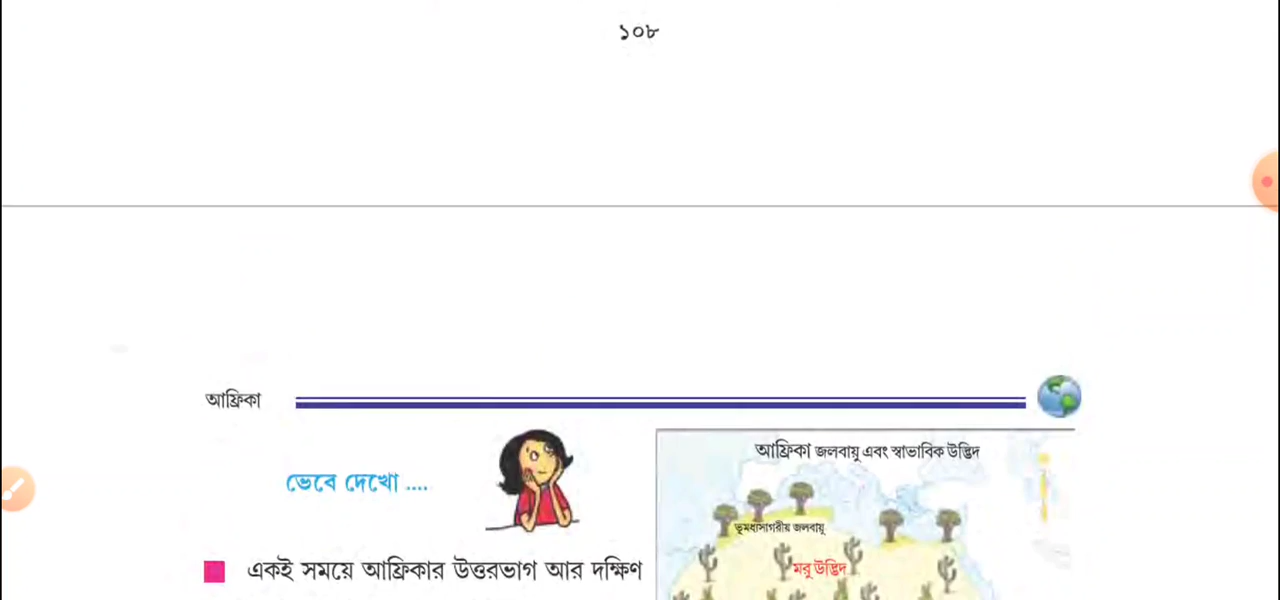 ১০৮
আফ্রিকা
ভেবে দেখো ....
আফ্রিকা জলবায়ু এবং স্বাভাবিক উদ্ভিদ
ভূমধ্যসাগরীয় জলবায়ু
মরু উদ্ভিদ
একই সময়ে আফ্রিকার উত্তরভাগ আর দক্ষিণ